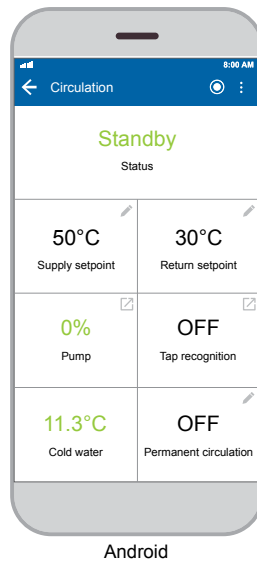 8:00 AM
Circulation
Standby
Status
50°C
30°C
Supply setpoint
Return setpoint
0%
OFF
Pump
Tap recognition
11.3°C
OFF
Cold water
Permanent circulation
Android